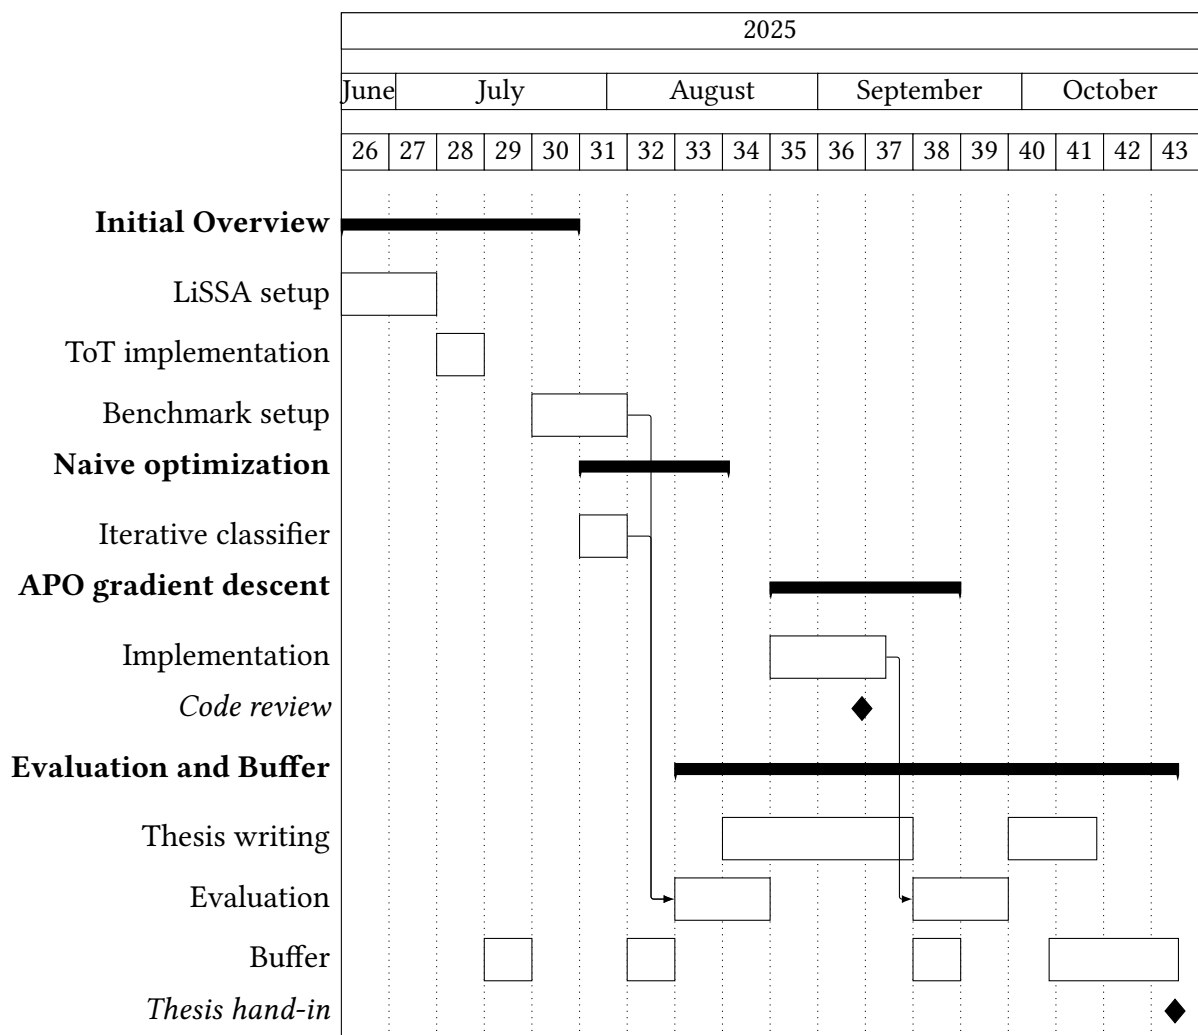 2025
June July August September October
26 27 28 29 30 31 32 33 34 35 36 37 38 39 40 41 42 43
Initial Overview
LiSSA setup
ToT implementation
Benchmark setup
Naive optimization
Iterative classifier
APO gradient descent
Implementation
Code review
Evaluation and Buffer
Thesis writing
Evaluation
Buffer
Thesis hand-in